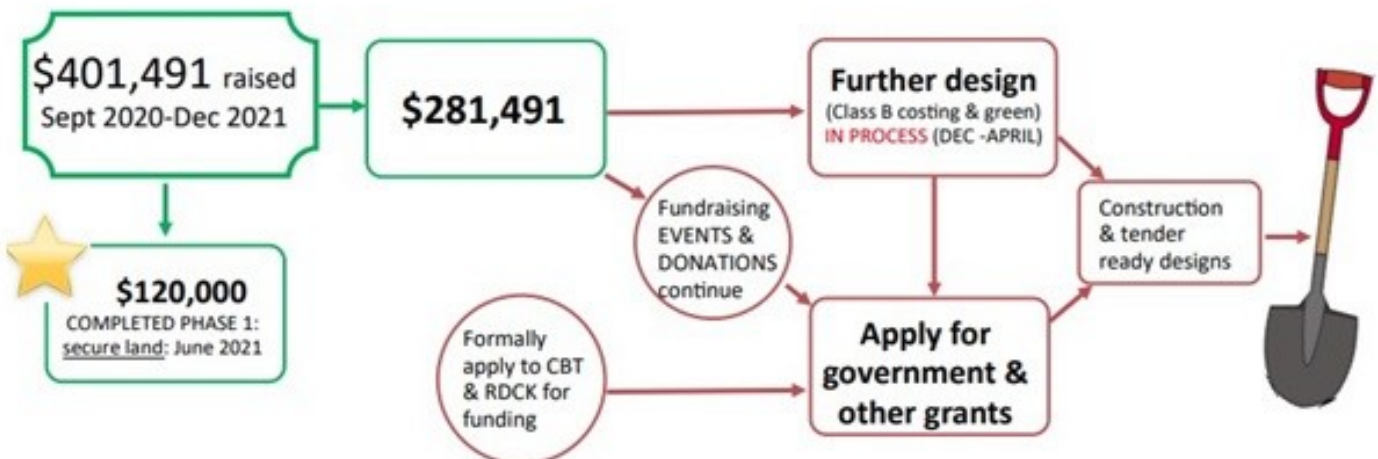 $401,491 raised
Sept 2020-Dec 2021
$281,491
Further design
(Class B costing & green)
IN PROCESS (DEC -APRIL)
$120,000
COMPLETED PHASE 1:
secure land: June 2021
Fundraising
EVENTS &
DONATIONS
continue
Construction
& tender
ready designs
Formally
apply to CBT
& RDCK for
funding
Apply for
government &
other grants